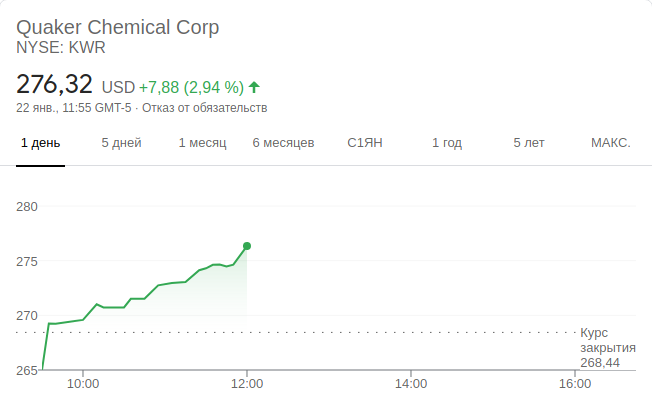 Quaker Chemical Corp
NYSE: KWR
276,32 USD +7,88 (2,94 %)
22 янв., 11:55 GMT-5 · Отказ от обязательств
1 день 5 дней 1 месяц 6 месяцев С1ЯН 1 год 5 лет МАКС.
280
275
270
265
Курс
закрытия
268,44
10:00 12:00 14:00 16:00